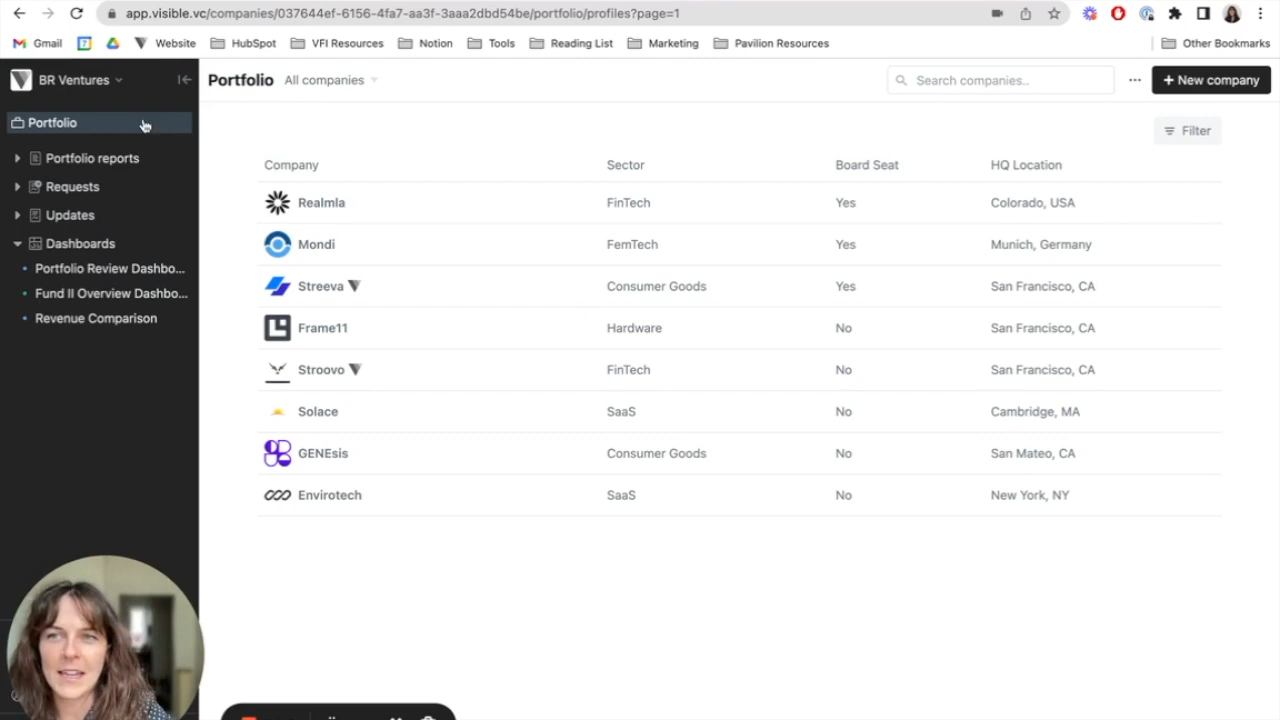 app.visible.vc/companies/037644ef-6156-4fa7-aa3f-3aaa2dbd54be/portfolio/profiles?page=1
Gmail Website HubSpot VFI Resources Notion Tools Reading List Marketing Pavilion Resources Other Bookmarks
BR Ventures
Portfolio All companies Search companies.. + New company
Portfolio
Filter
Portfolio reports
Requests
Updates
Dashboards
Portfolio Review Dashbo...
Fund II Overview Dashbo...
Revenue Comparison
Company Sector Board Seat HQ Location
Realmla FinTech Yes Colorado, USA
Mondi FemTech Yes Munich, Germany
Streeva Consumer Goods Yes San Francisco, CA
Frame11 Hardware No San Francisco, CA
Stroovo FinTech No San Francisco, CA
Solace SaaS No Cambridge, MA
GENEsis Consumer Goods No San Mateo, CA
Envirotech SaaS No New York, NY